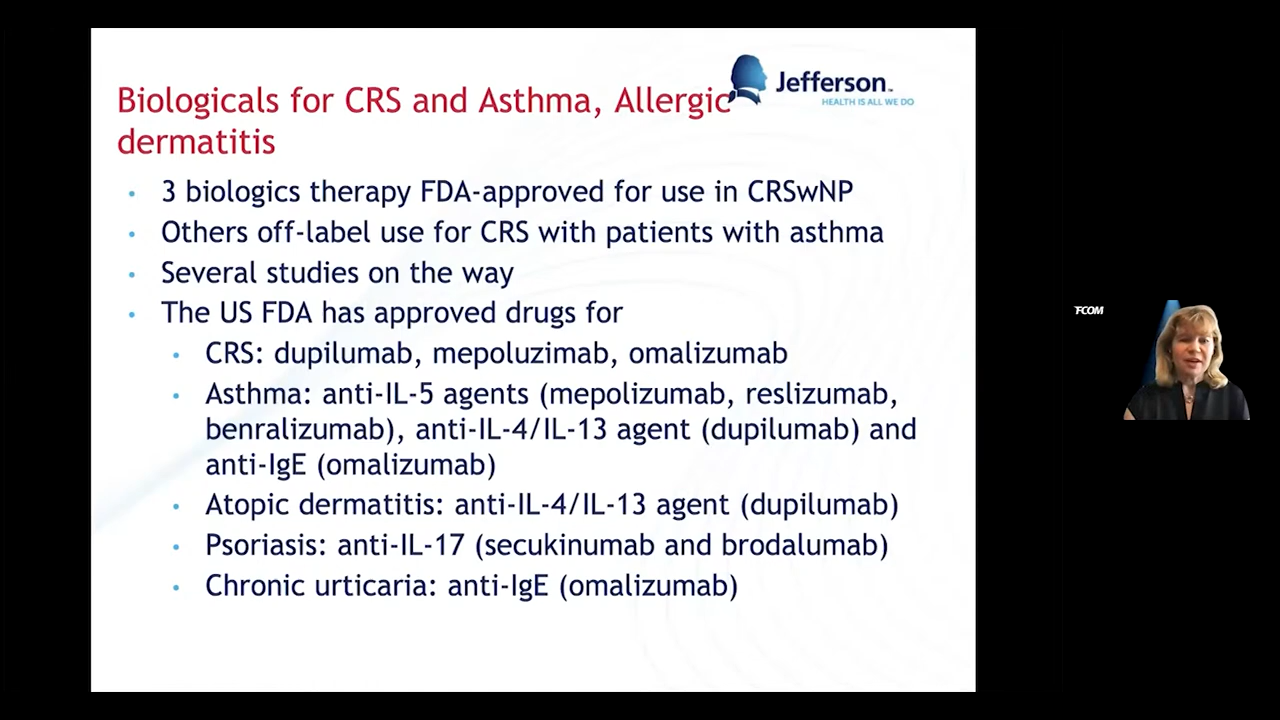 Jefferson
HEALTH IS ALL WE DO
Biologicals for CRS and Asthma, Allergic
dermatitis
• 3 biologics therapy FDA-approved for use in CRSwNP
• Others off-label use for CRS with patients with asthma
• Several studies on the way
• The US FDA has approved drugs for
• CRS: dupilumab, mepoluzimab, omalizumab
• Asthma: anti-IL-5 agents (mepolizumab, reslizumab,
benralizumab), anti-IL-4/IL-13 agent (dupilumab) and
anti-IgE (omalizumab)
• Atopic dermatitis: anti-IL-4/IL-13 agent (dupilumab)
• Psoriasis: anti-IL-17 (secukinumab and brodalumab)
• Chronic urticaria: anti-IgE (omalizumab)